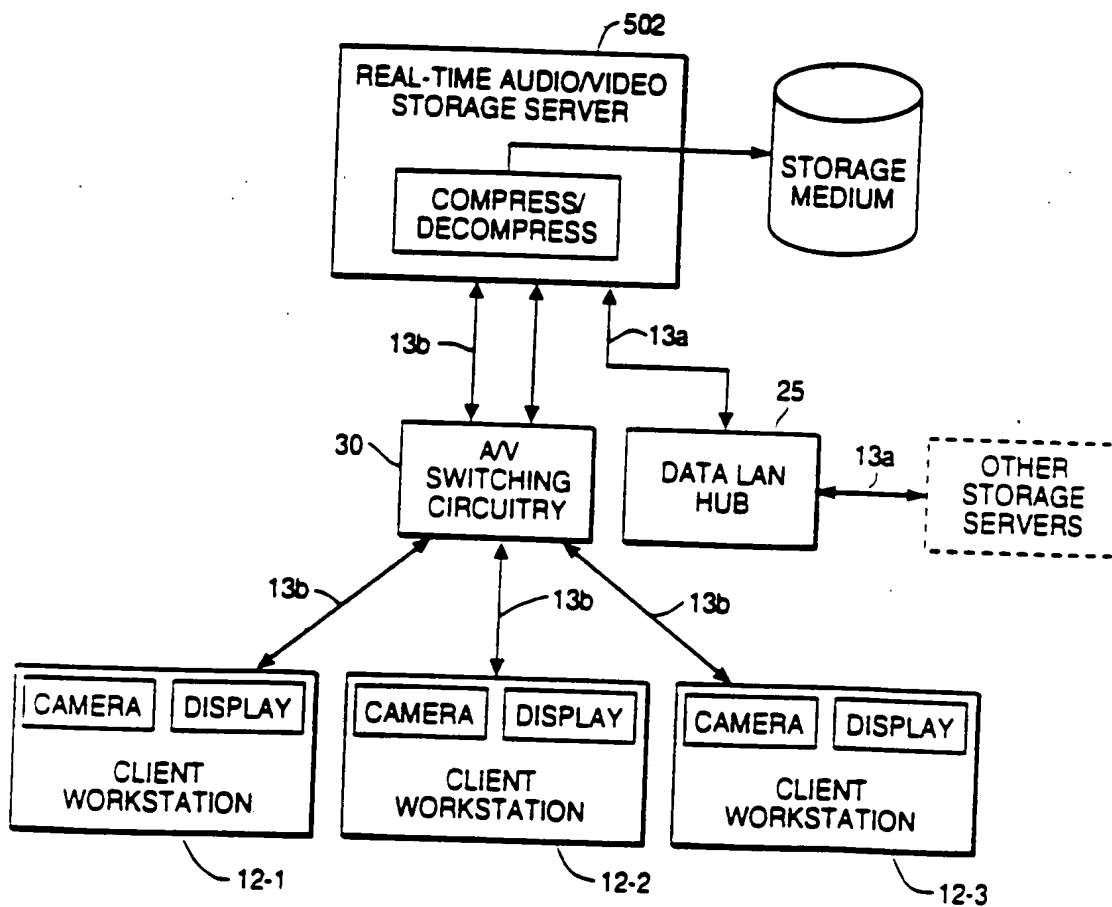 502
REAL-TIME AUDIO/VIDEO
STORAGE SERVER
COMPRESS/
DECOMPRESS
STORAGE
MEDIUM
13b
13a
25
30
A/V
SWITCHING
CIRCUITRY
DATA LAN
HUB
13a
OTHER
STORAGE
SERVERS
13b
13b
13b
CAMERA
DISPLAY
CLIENT
WORKSTATION
CAMERA
DISPLAY
CLIENT
WORKSTATION
CAMERA
DISPLAY
CLIENT
WORKSTATION
12-1
12-2
12-3